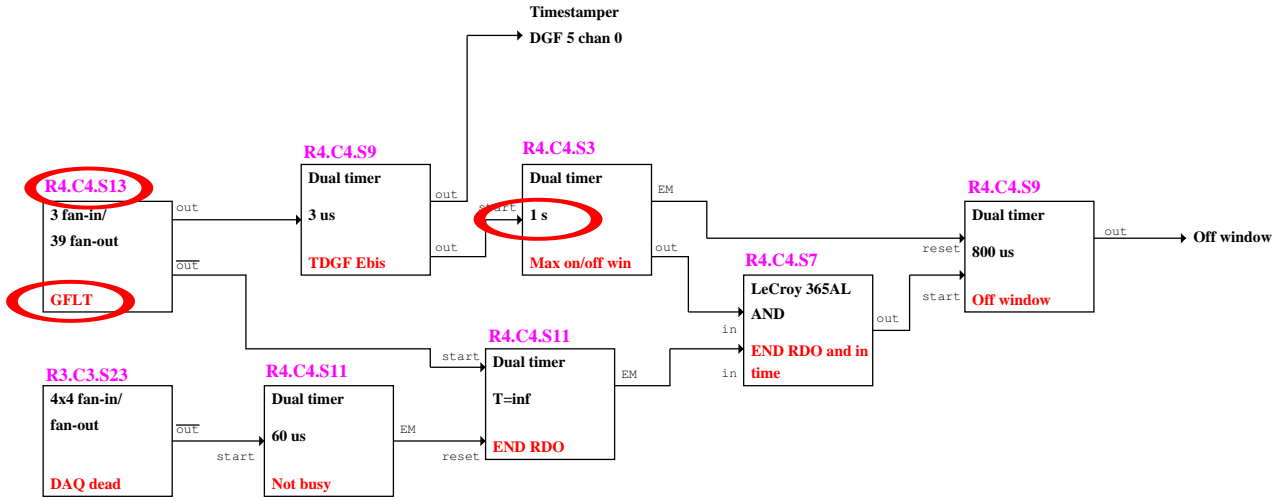 Timestamper
DGF 5 chan 0
R4.C4.S13
3 fan-in/
39 fan-out
GFLT
out
out
R4.C4.S9
Dual timer
3 us
TDGF Ebis
out
out
start
R4.C4.S3
Dual timer
1 s
Max on/off win
EM
out
R4.C4.S7
LeCroy 365AL
AND
END RDO and in
time
in
in
out
R4.C4.S9
Dual timer
800 us
Off window
reset
start
out
Off window
R3.C3.S23
4x4 fan-in/
fan-out
DAQ dead
out
start
R4.C4.S11
Dual timer
60 us
Not busy
EM
reset
start
R4.C4.S11
Dual timer
T=inf
END RDO
EM